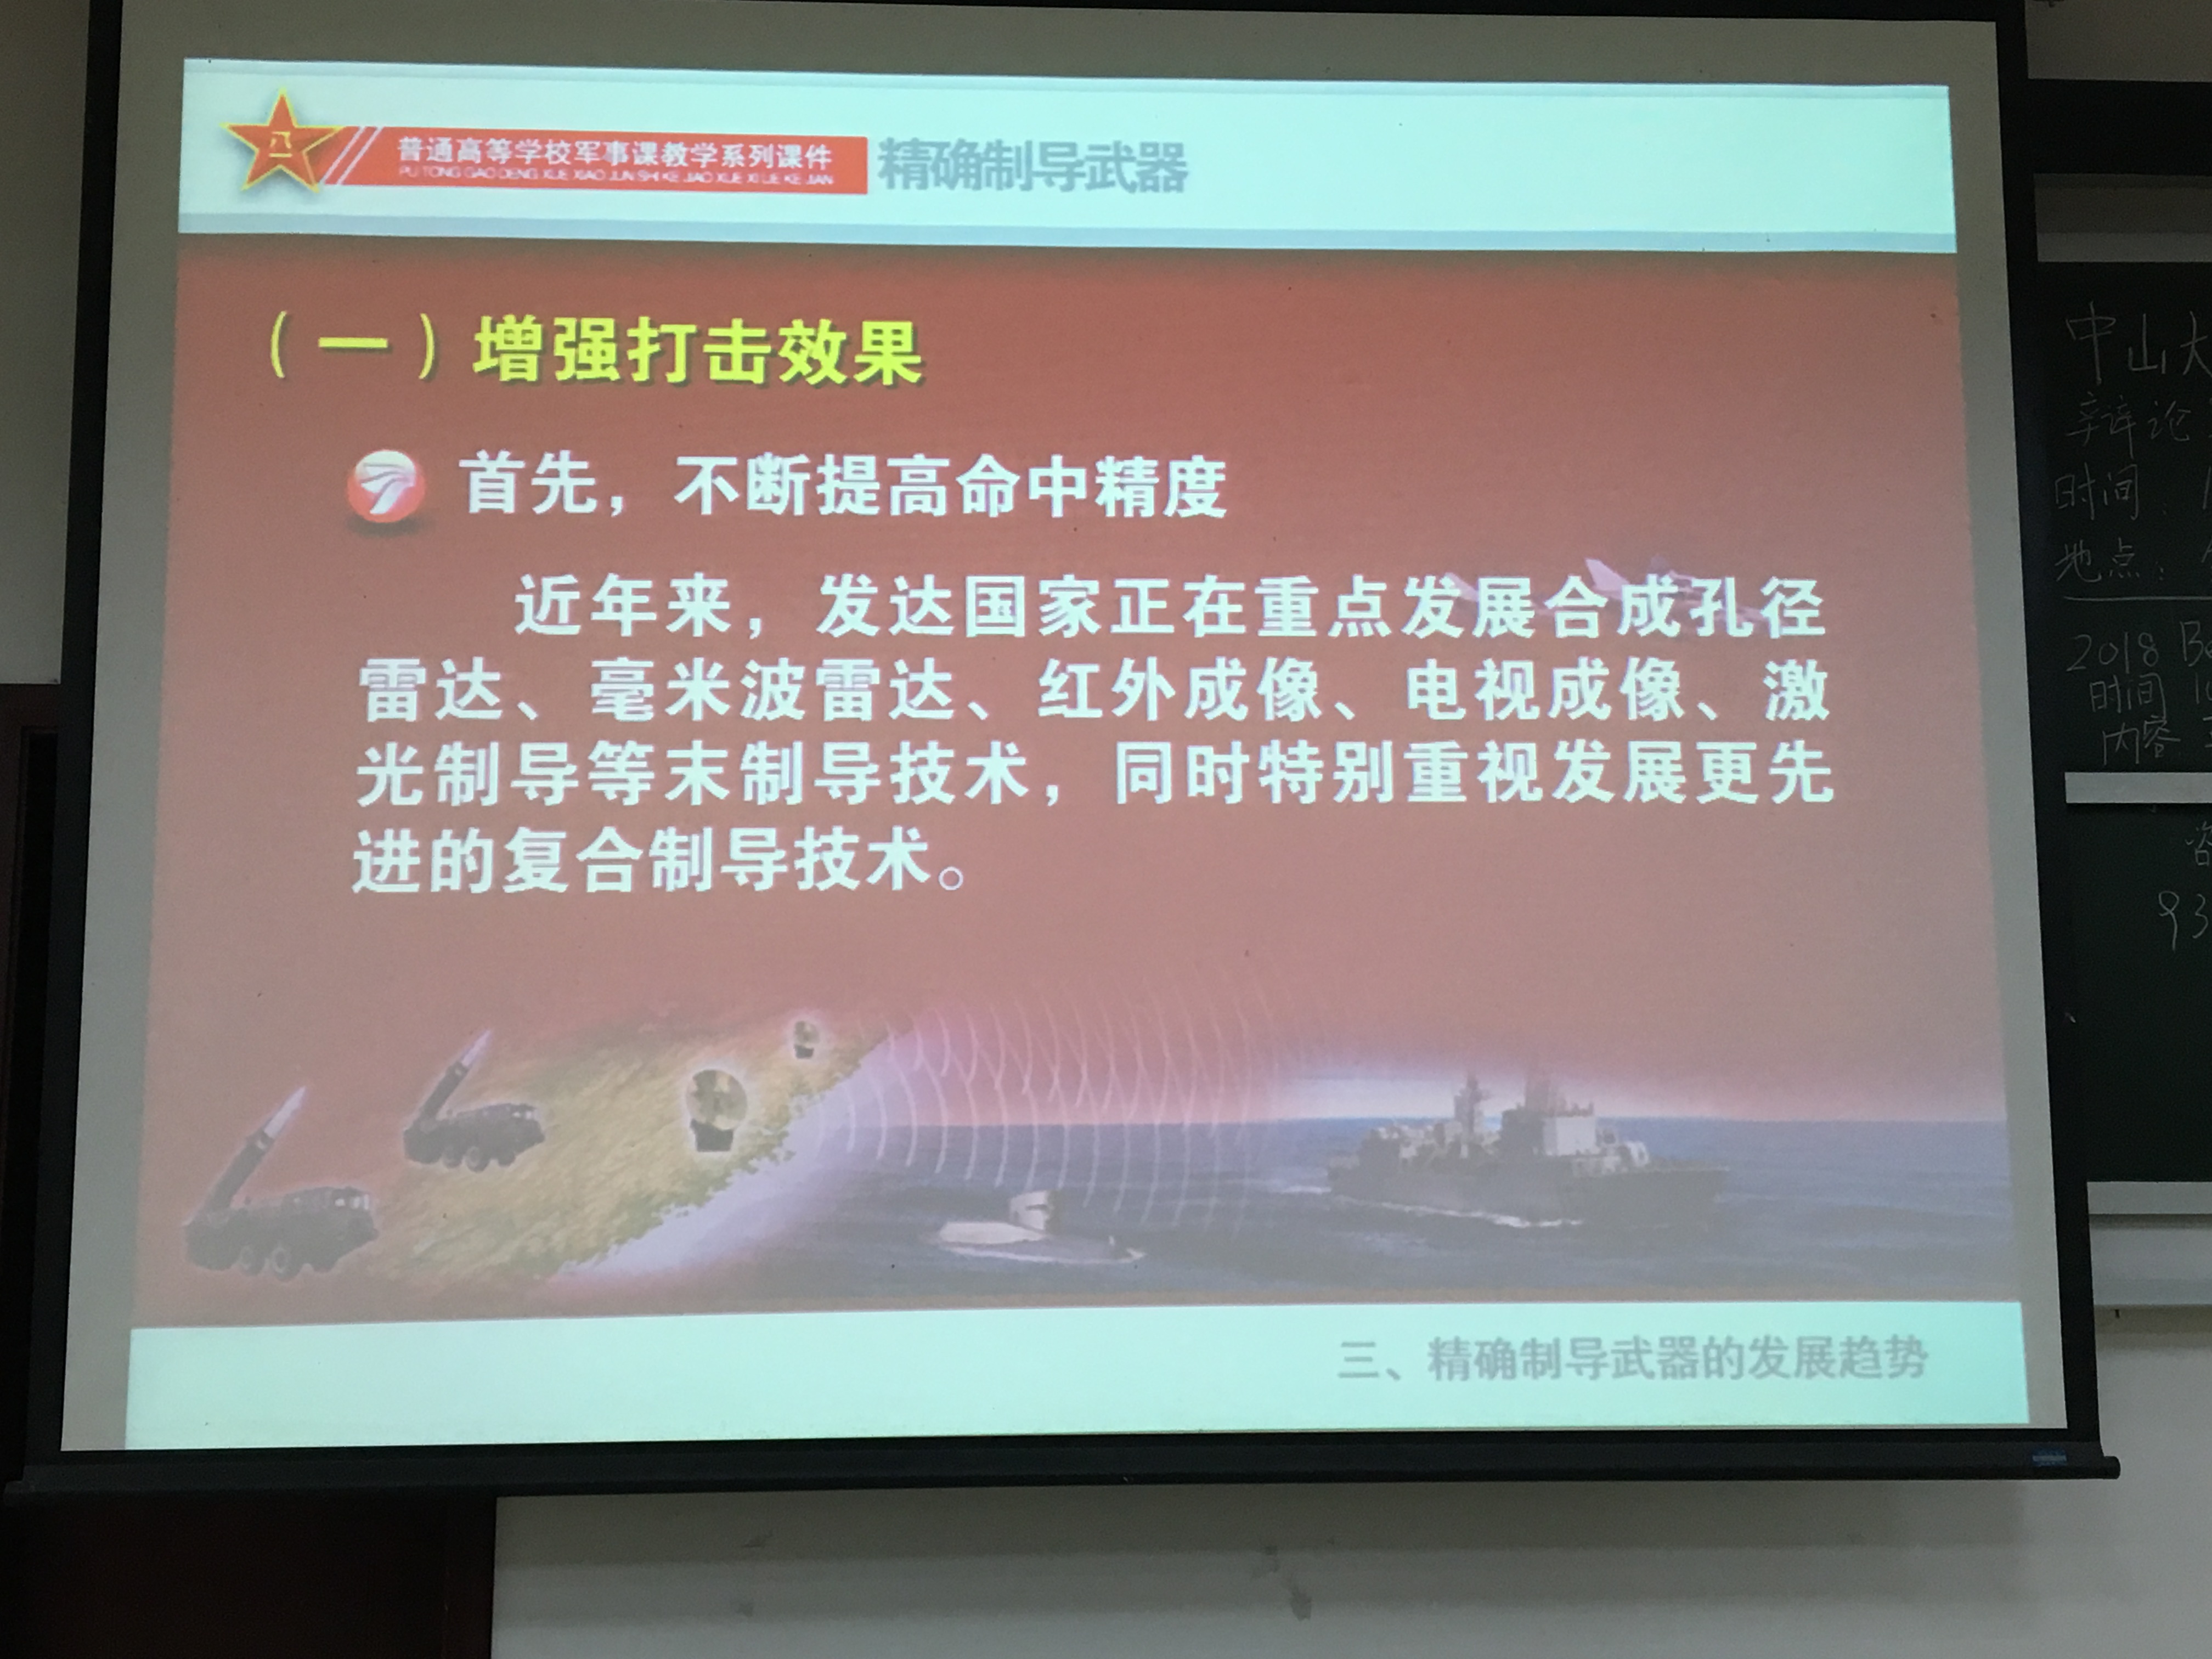 八一
普通高等学校军事课教学系列课件
PU TONG GAO DENG XUE XIAO JUN SHI KE JIAO XUE XI LIE KE JIAN
精确制导武器
（一）增强打击效果
首先，不断提高命中精度
近年来，发达国家正在重点发展合成孔径
雷达、毫米波雷达、红外成像、电视成像、激
光制导等末制导技术，同时特别重视发展更先
进的复合制导技术。
三、精确制导武器的发展趋势
中山大
辩论
时间：1
地点：
2018 B
时间
内容
93